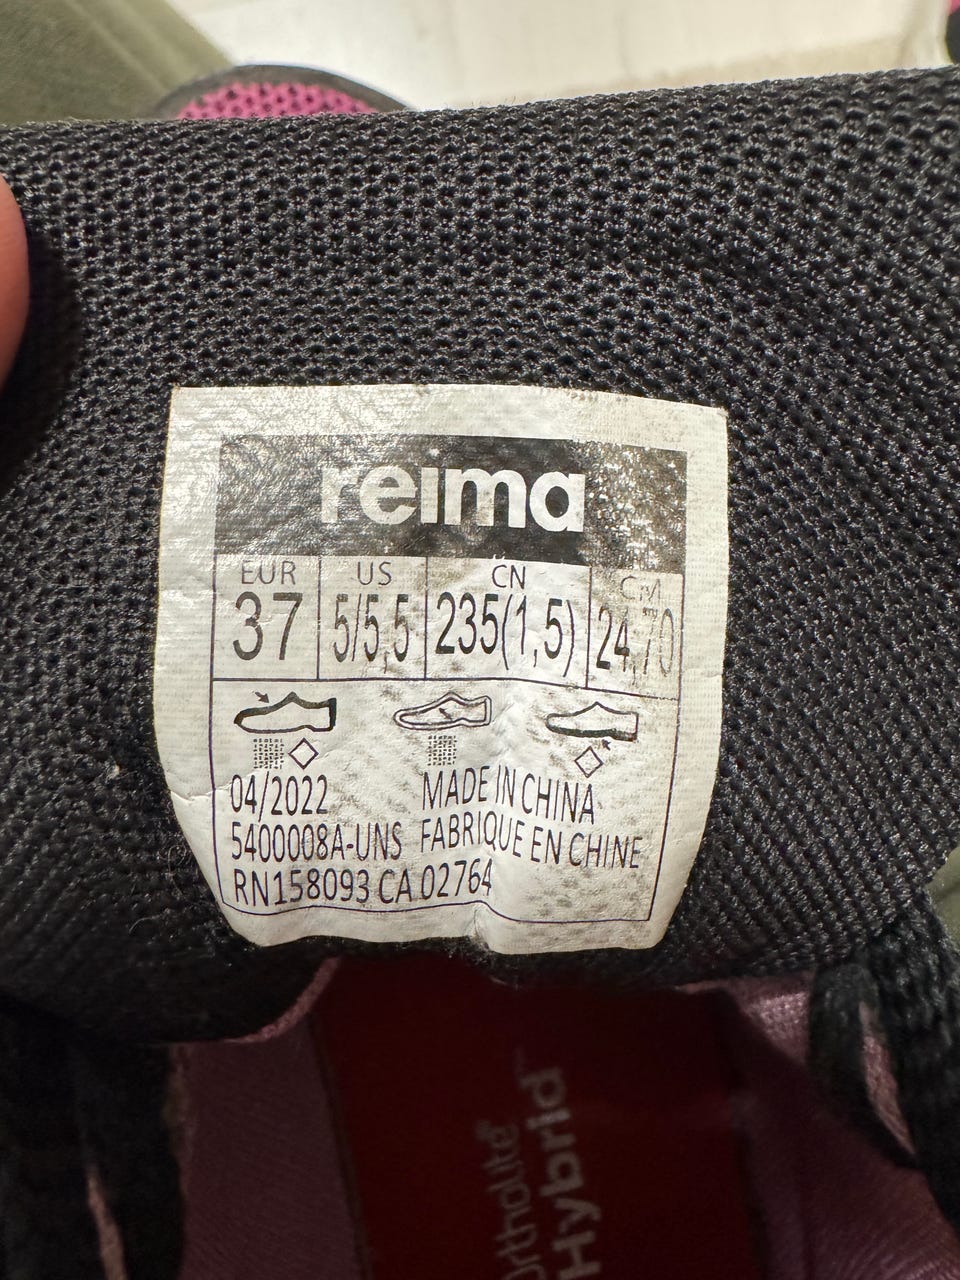 reima
EUR US CN CM
37 5/5,5 235(1,5) 24,70
04/2022 MADE IN CHINA
5400008A-UNS FABRIQUE EN CHINE
RN158093 CA 02764
OrthoLite
Hybrid